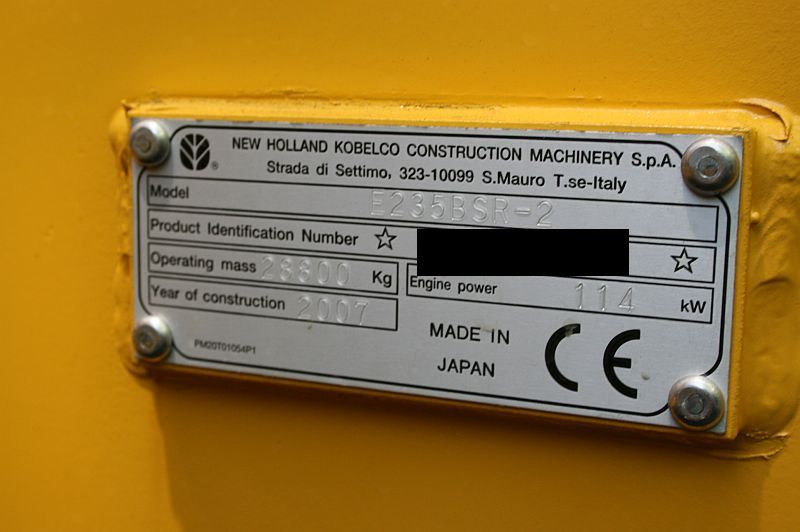 NEW HOLLAND KOBELCO CONSTRUCTION MACHINERY S.p.A.
Strada di Settimo, 323-10099 S.Mauro T.se-Italy
Model E235BSR-2
Product Identification Number
Operating mass Kg
Engine power 114 kW
Year of construction 2007
PM20T01054P1
MADE IN
JAPAN
CE